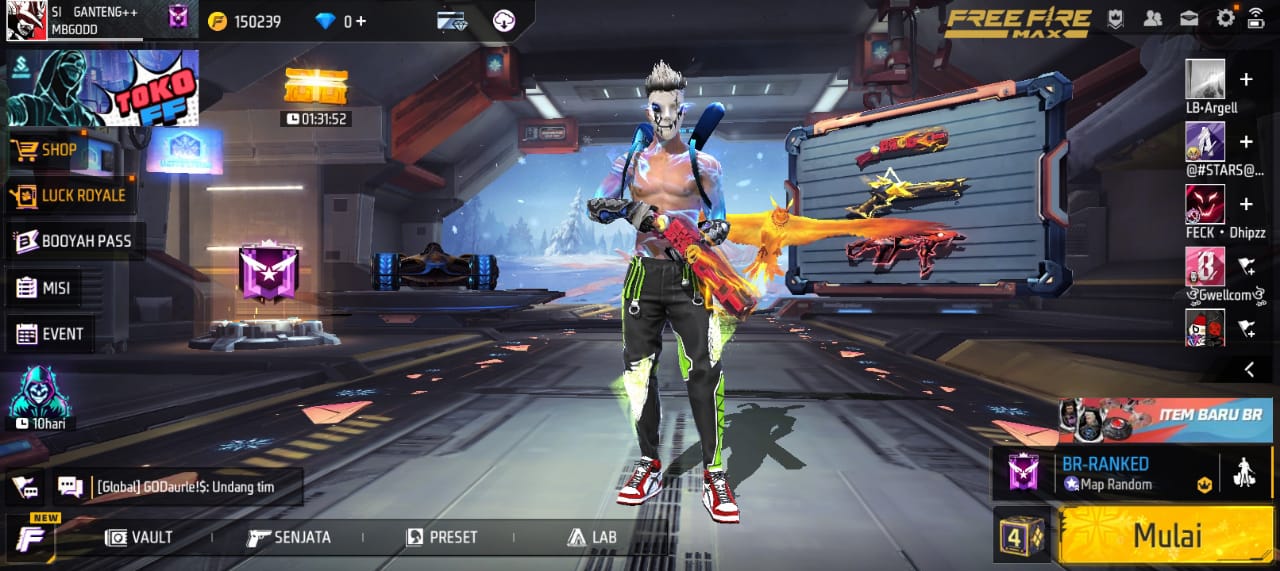 SI GANTENG++
MBGODD
150239
0 +
FREE FIRE
MAX
TOKO
FF
01:31:52
SHOP
LUCK ROYALE
BOOYAH PASS
MISI
EVENT
10hari
LB•Argell
@#STARS@...
FECK • Dhipzz
Gwellcom
ITEM BARU BR
BR-RANKED
Map Random
[Global] GODaurle!S: Undang tim
NEW
VAULT
SENJATA
PRESET
LAB
4
Mulai